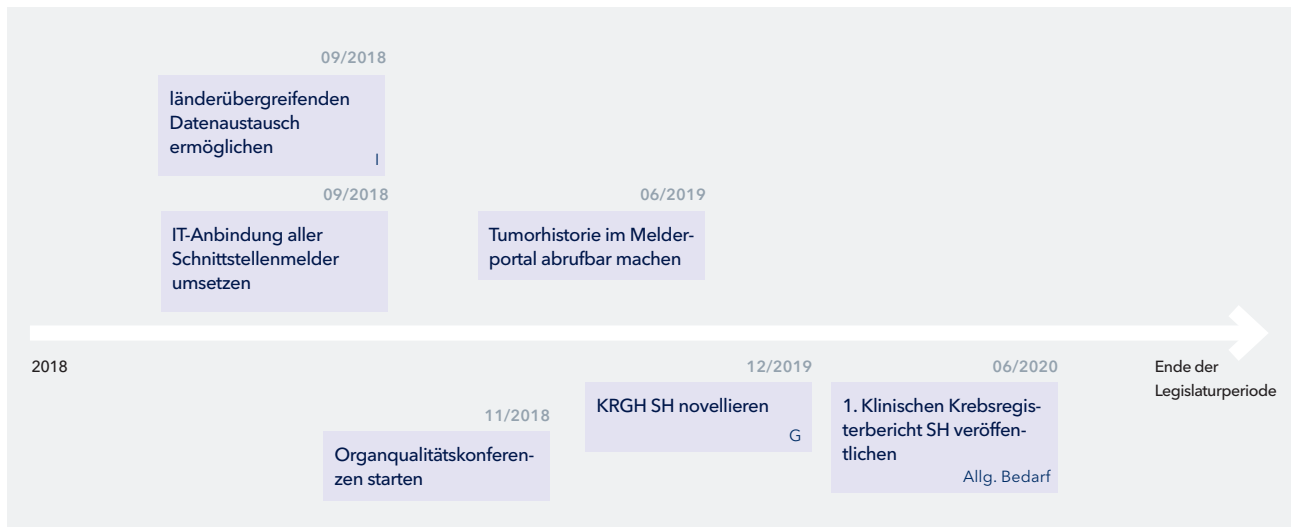 09/2018
länderübergreifenden
Datenaustausch
ermöglichen
I
09/2018
IT-Anbindung aller
Schnittstellenmelder
umsetzen
06/2019
Tumorhistorie im Melder-
portal abrufbar machen
2018
Ende der
Legislaturperiode
11/2018
Organqualitätskonferen-
zen starten
12/2019
KRGH SH novellieren
G
06/2020
1. Klinischen Krebsregis-
terbericht SH veröffen-
tlichen
Allg. Bedarf